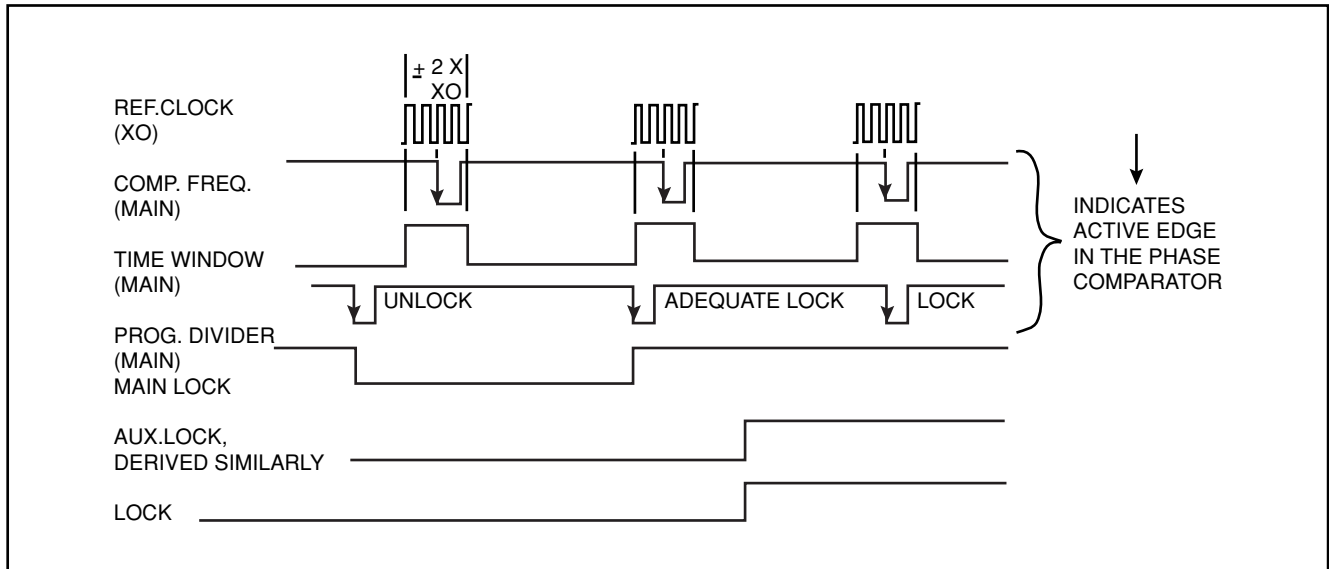 ± 2 X
XO
REF.CLOCK
(XO)
COMP. FREQ.
(MAIN)
TIME WINDOW
(MAIN)
UNLOCK
ADEQUATE LOCK
LOCK
PROG. DIVIDER
(MAIN)
MAIN LOCK
AUX.LOCK,
DERIVED SIMILARLY
LOCK
INDICATES
ACTIVE EDGE
IN THE PHASE
COMPARATOR